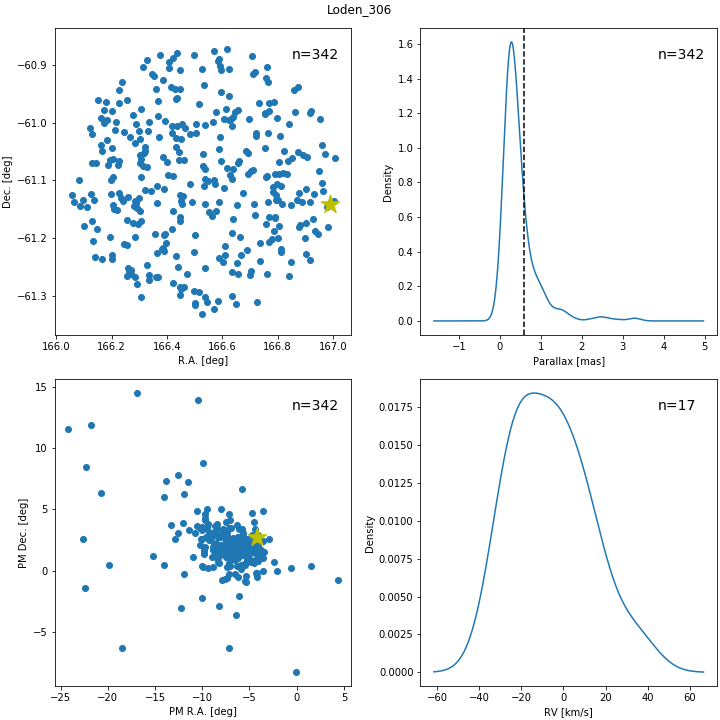 Loden_306
n=342
−60.9
−61.0
−61.1
−61.2
−61.3
Dec. [deg]
166.0 166.2 166.4 166.6 166.8 167.0
R.A. [deg]
n=342
1.6
1.4
1.2
1.0
0.8
0.6
0.4
0.2
0.0
Density
−1 0 1 2 3 4 5
Parallax [mas]
n=342
15
10
5
0
−5
PM Dec. [deg]
−25 −20 −15 −10 −5 0 5
PM R.A. [deg]
n=17
0.0175
0.0150
0.0125
0.0100
0.0075
0.0050
0.0025
0.0000
Density
−60 −40 −20 0 20 40 60
RV [km/s]